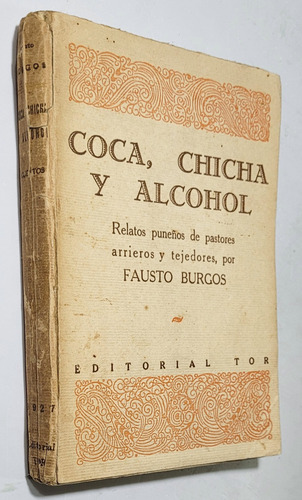 COCA, CHICHA
Y ALCOHOL
Relatos puneños de pastores
arrieros y tejedores, por
FAUSTO BURGOS
EDITORIAL TOR